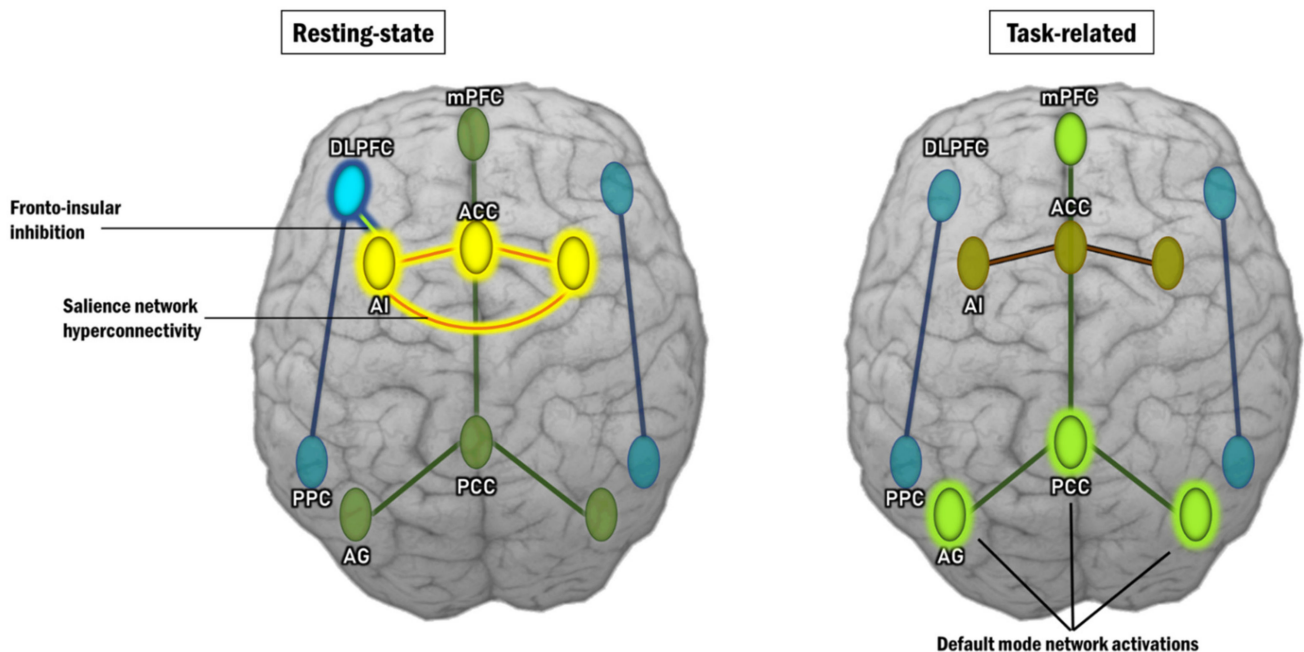 Resting-state
Task-related
mPFC
DLPFC
ACC
Fronto-insular
inhibition
AI
Salience network
hyperconnectivity
PPC
PCC
AG
mPFC
DLPFC
ACC
AI
PPC
PCC
AG
Default mode network activations